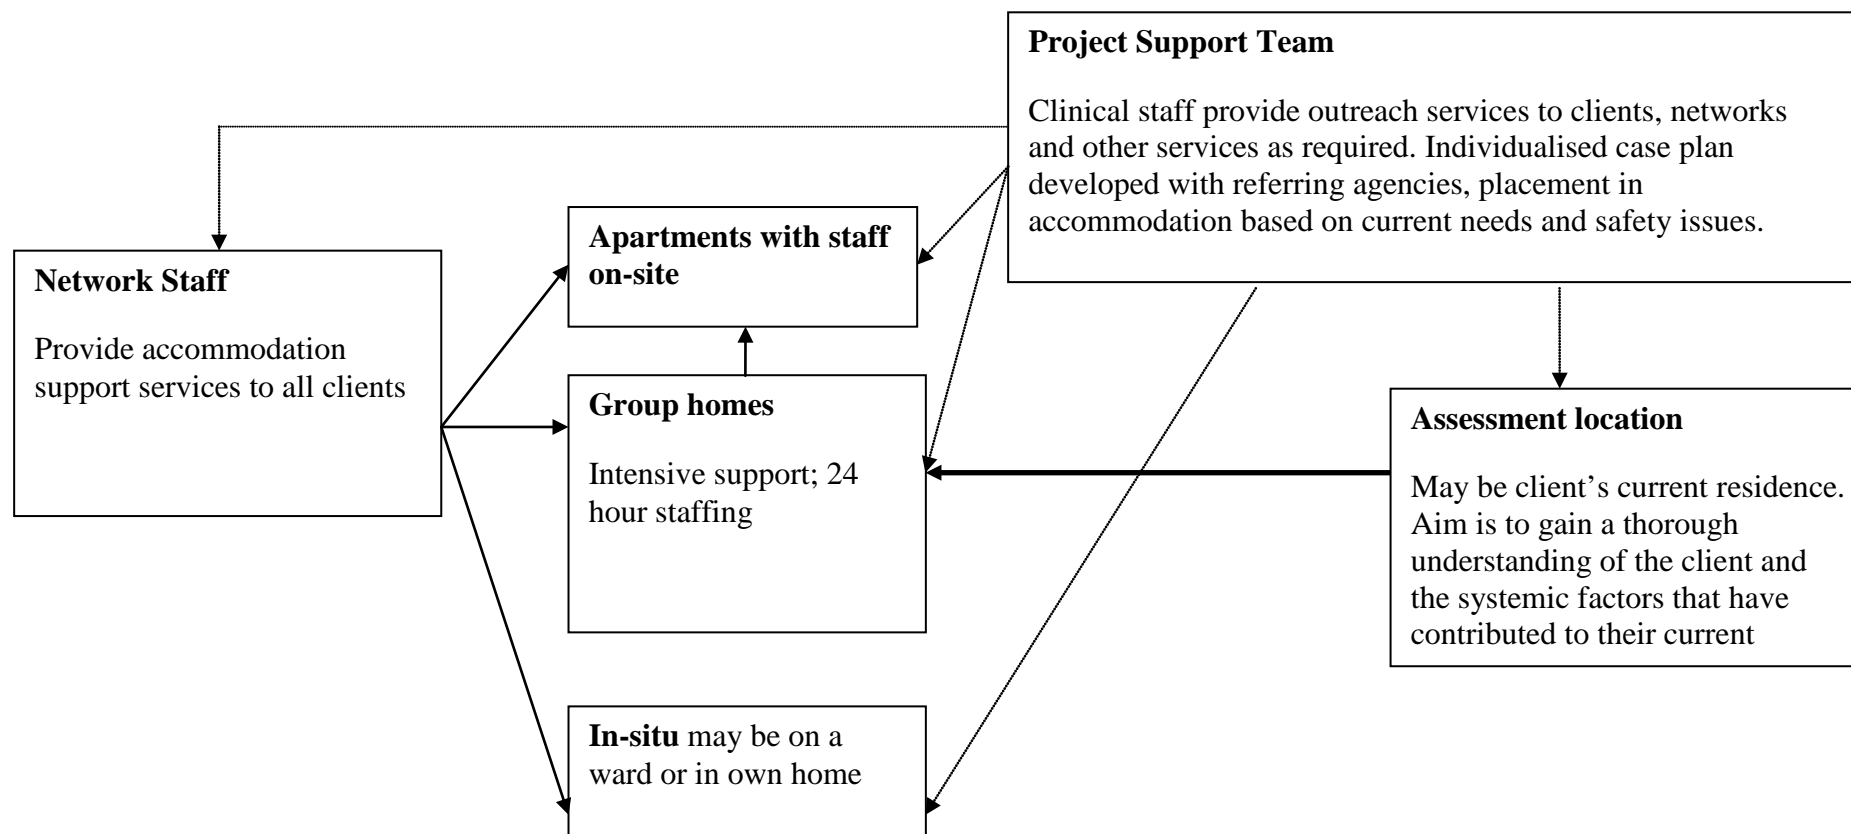 Project Support Team
Clinical staff provide outreach services to clients, networks
and other services as required. Individualised case plan
developed with referring agencies, placement in
accommodation based on current needs and safety issues.
Network Staff
Provide accommodation
support services to all clients
Apartments with staff
on-site
Group homes
Intensive support; 24
hour staffing
In-situ may be on a
ward or in own home
Assessment location
May be client’s current residence.
Aim is to gain a thorough
understanding of the client and
the systemic factors that have
contributed to their current